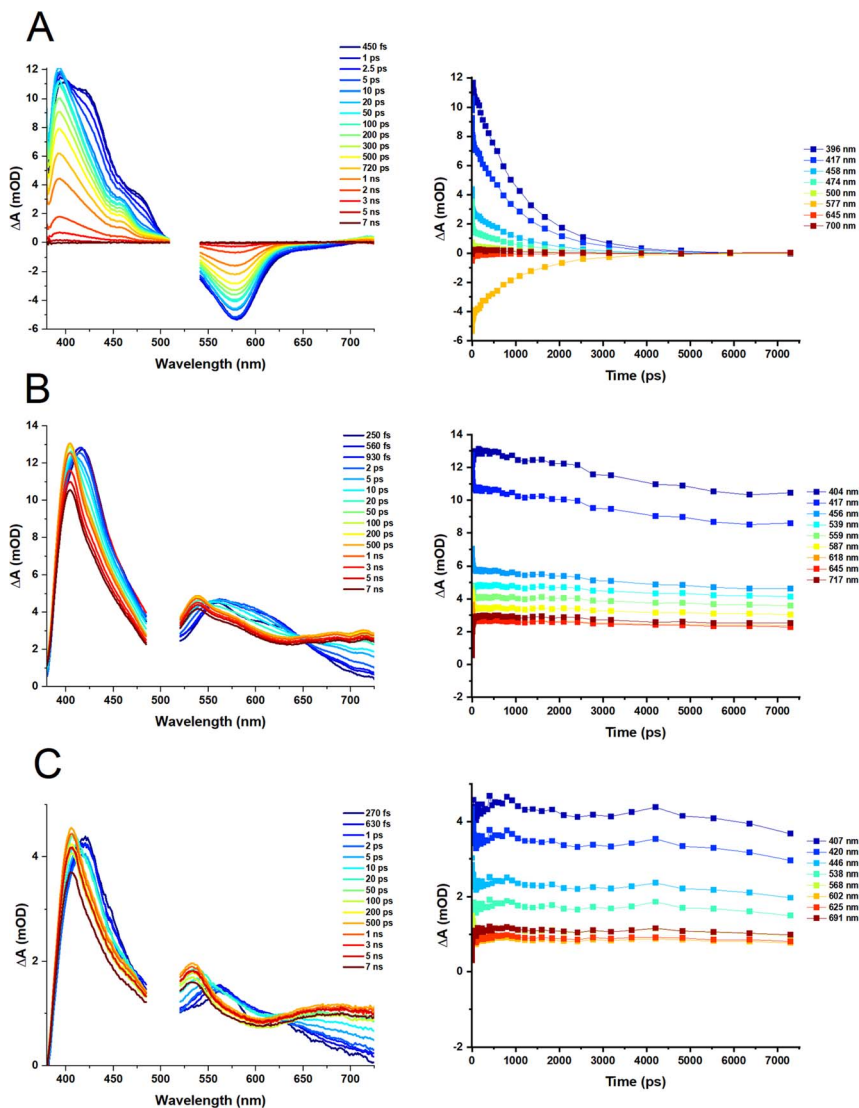 A
12
10
8
6
4
2
0
-2
-4
-6
ΔA (mOD)
400 450 500 550 600 650 700
Wavelength (nm)
450 fs
1 ps
2.5 ps
5 ps
10 ps
20 ps
50 ps
100 ps
200 ps
300 ps
500 ps
720 ps
1 ns
2 ns
3 ns
5 ns
7 ns
12
10
8
6
4
2
0
-2
-4
-6
ΔA (mOD)
0 1000 2000 3000 4000 5000 6000 7000
Time (ps)
396 nm
417 nm
458 nm
474 nm
500 nm
577 nm
645 nm
700 nm
B
14
12
10
8
6
4
2
0
ΔA (mOD)
400 450 500 550 600 650 700
Wavelength (nm)
250 fs
560 fs
930 fs
2 ps
5 ps
10 ps
20 ps
50 ps
100 ps
200 ps
500 ps
1 ns
3 ns
5 ns
7 ns
14
12
10
8
6
4
2
0
-2
ΔA (mOD)
0 1000 2000 3000 4000 5000 6000 7000
Time (ps)
404 nm
417 nm
456 nm
539 nm
559 nm
587 nm
618 nm
645 nm
717 nm
C
4
2
0
ΔA (mOD)
400 450 500 550 600 650 700
Wavelength (nm)
270 fs
630 fs
1 ps
2 ps
5 ps
10 ps
20 ps
50 ps
100 ps
200 ps
500 ps
1 ns
3 ns
5 ns
7 ns
4
2
0
-2
ΔA (mOD)
0 1000 2000 3000 4000 5000 6000 7000
Time (ps)
407 nm
420 nm
446 nm
538 nm
568 nm
602 nm
625 nm
691 nm